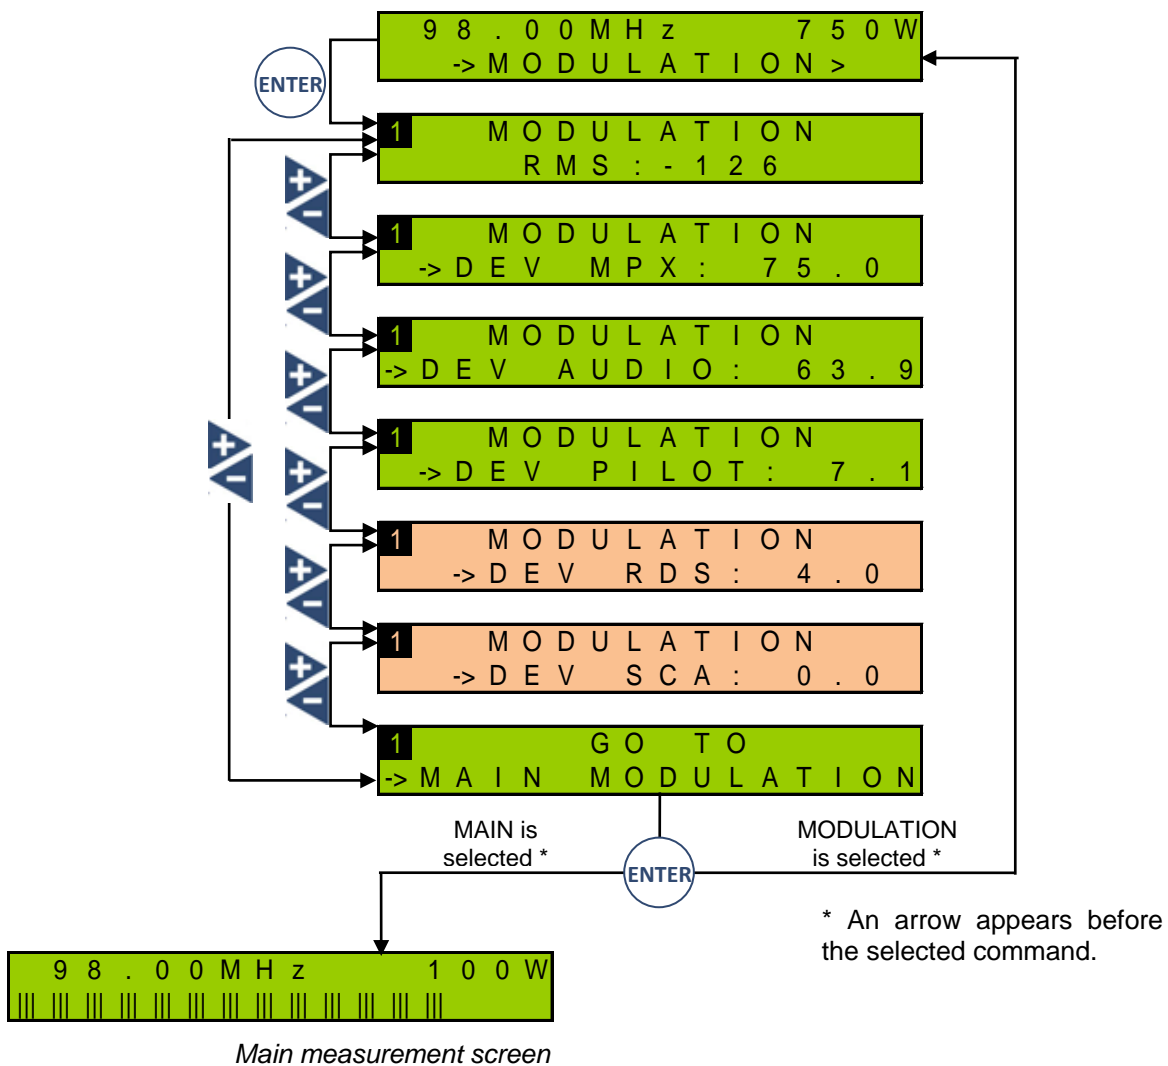 98.00MHz 750W
->MODULATION>
ENTER
1 MODULATION
RMS:-126
1 MODULATION
->DEV MPX: 75.0
1 MODULATION
->DEV AUDIO: 63.9
1 MODULATION
->DEV PILOT: 7.1
1 MODULATION
->DEV RDS: 4.0
1 MODULATION
->DEV SCA: 0.0
1 GO TO
->MAIN MODULATION
MAIN is
selected *
ENTER
MODULATION
is selected *
* An arrow appears before
the selected command.
98.00MHz 100W
Main measurement screen